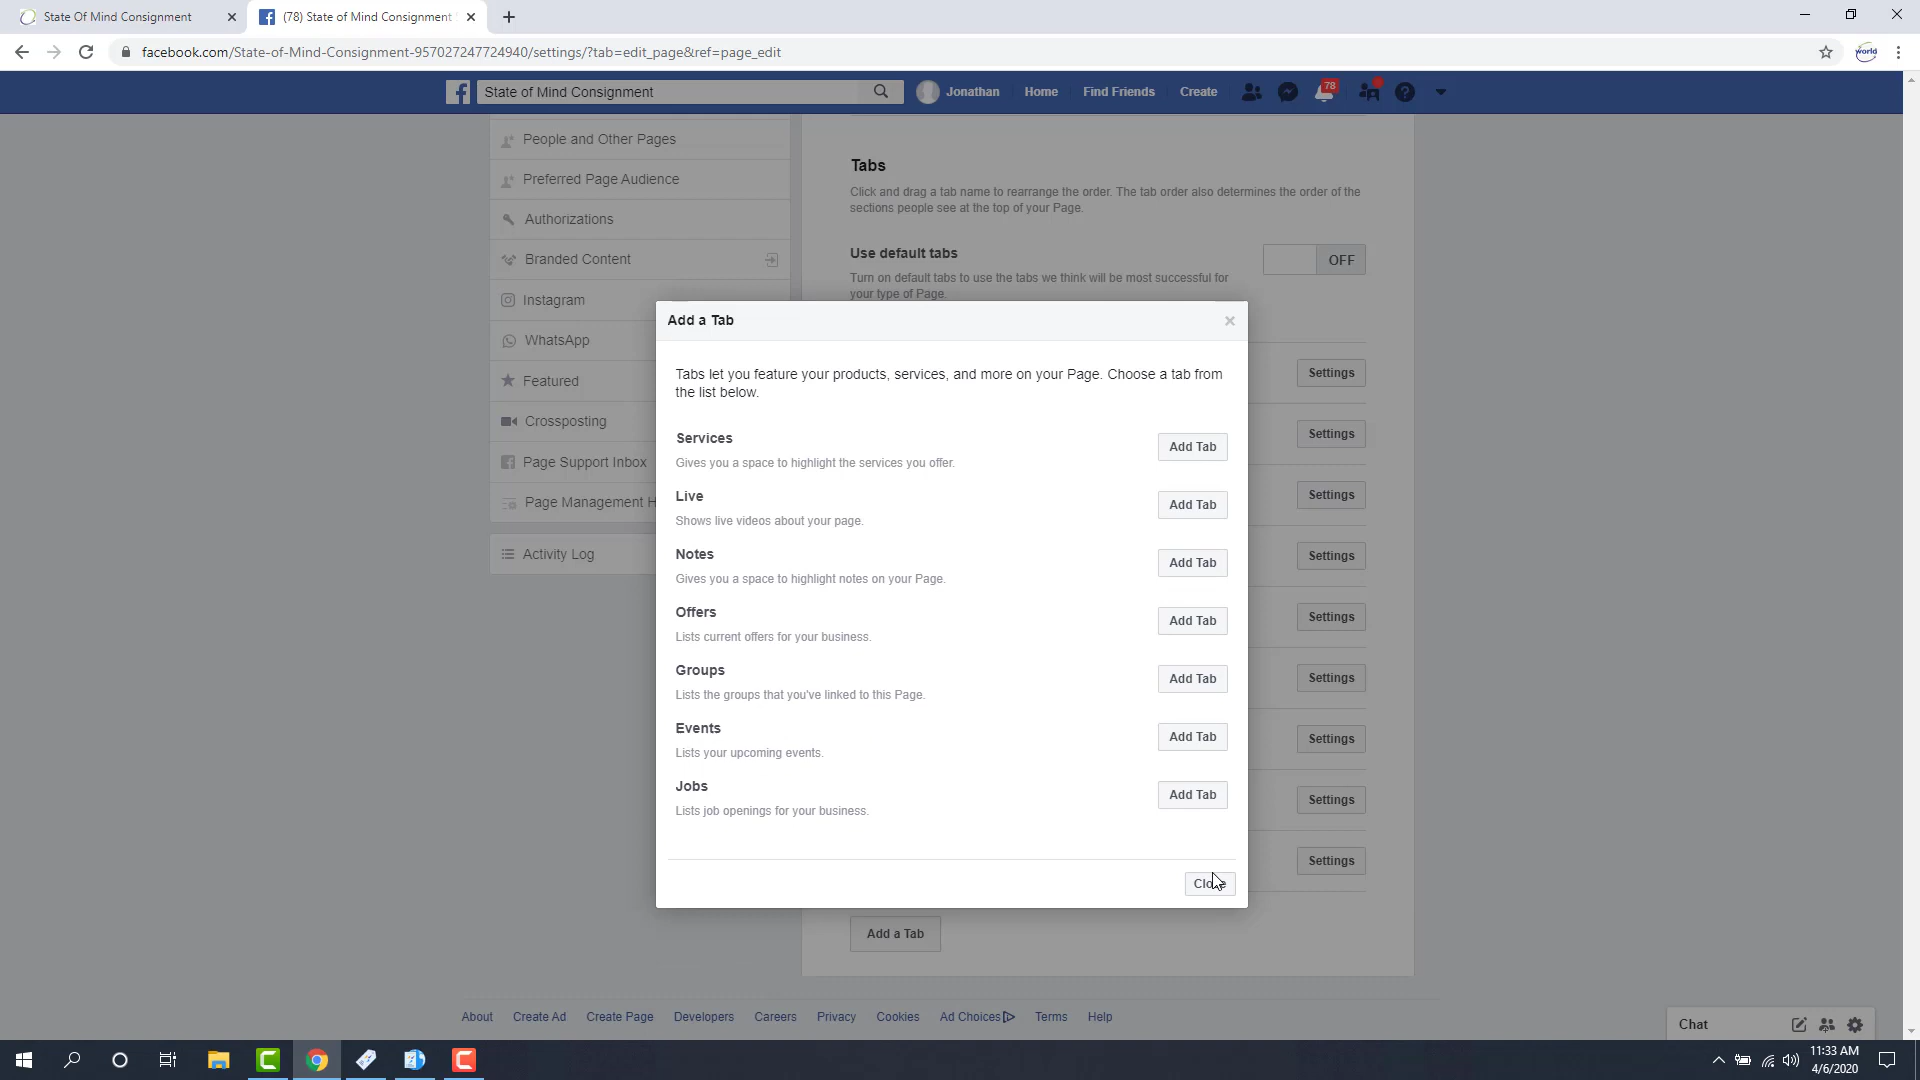 State Of Mind Consignment
(78) State of Mind Consignment
facebook.com/State-of-Mind-Consignment-957027247724940/settings/?tab=edit_page&ref=page_edit
world
State of Mind Consignment
Jonathan
Home
Find Friends
Create
78
People and Other Pages
Preferred Page Audience
Authorizations
Branded Content
Instagram
WhatsApp
Featured
Crossposting
Page Support Inbox
Page Management H
Activity Log
Tabs
Click and drag a tab name to rearrange the order. The tab order also determines the order of the
sections people see at the top of your Page.
Use default tabs
OFF
Turn on default tabs to use the tabs we think will be most successful for
your type of Page.
Add a Tab
Tabs let you feature your products, services, and more on your Page. Choose a tab from
the list below.
Services
Gives you a space to highlight the services you offer.
Add Tab
Live
Shows live videos about your page.
Add Tab
Notes
Gives you a space to highlight notes on your Page.
Add Tab
Offers
Lists current offers for your business.
Add Tab
Groups
Lists the groups that you've linked to this Page.
Add Tab
Events
Lists your upcoming events.
Add Tab
Jobs
Lists job openings for your business.
Add Tab
Close
Settings
Settings
Settings
Settings
Settings
Settings
Settings
Settings
Settings
Add a Tab
About
Create Ad
Create Page
Developers
Careers
Privacy
Cookies
Ad Choices
Terms
Help
Chat
11:33 AM
4/6/2020